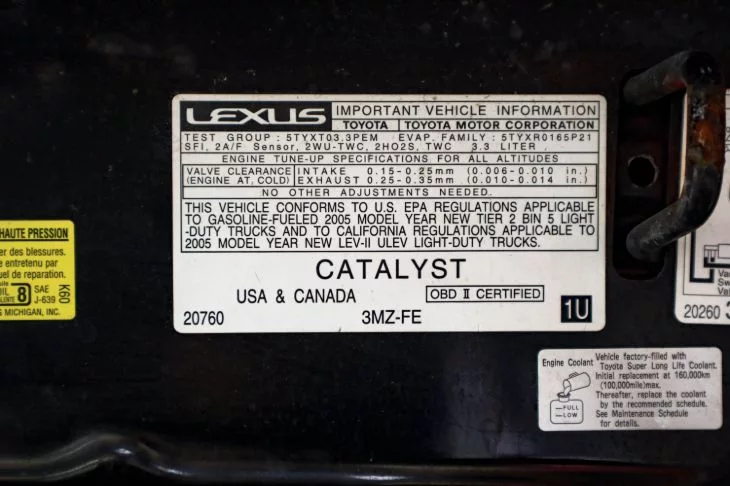 LEXUS IMPORTANT VEHICLE INFORMATION
TOYOTA TOYOTA MOTOR CORPORATION
TEST GROUP : 5TYXT03.3PEM EVAP. FAMILY : 5TYXR0165P21
SFI, 2A/F Sensor, 2WU-TWC, 2HO2S, TWC 3.3 LITER
ENGINE TUNE-UP SPECIFICATIONS FOR ALL ALTITUDES
VALVE CLEARANCE INTAKE 0.15-0.25mm (0.006-0.010 in.)
(ENGINE AT, COLD) EXHAUST 0.25-0.35mm (0.010-0.014 in.)
NO OTHER ADJUSTMENTS NEEDED.
THIS VEHICLE CONFORMS TO U.S. EPA REGULATIONS APPLICABLE
TO GASOLINE-FUELED 2005 MODEL YEAR NEW TIER 2 BIN 5 LIGHT
-DUTY TRUCKS AND TO CALIFORNIA REGULATIONS APPLICABLE TO
2005 MODEL YEAR NEW LEV-II ULEV LIGHT-DUTY TRUCKS.
CATALYST
USA & CANADA OBD II CERTIFIED
20760 3MZ-FE 1U
HAUTE PRESSION
er des blessures.
e entretenu par
uel de reparation.
OIL 8 SAE
J-639
K60
S MICHIGAN, INC.
Va
Sw
Val
20260 3
Engine Coolant
FULL
LOW
Vehicle factory-filled with
Toyota Super Long Life Coolant.
Initial replacement at 160,000km
(100,000mile)max.
Thereafter, replace the coolant
by the recommended schedule.
See Maintenance Schedule
for details.